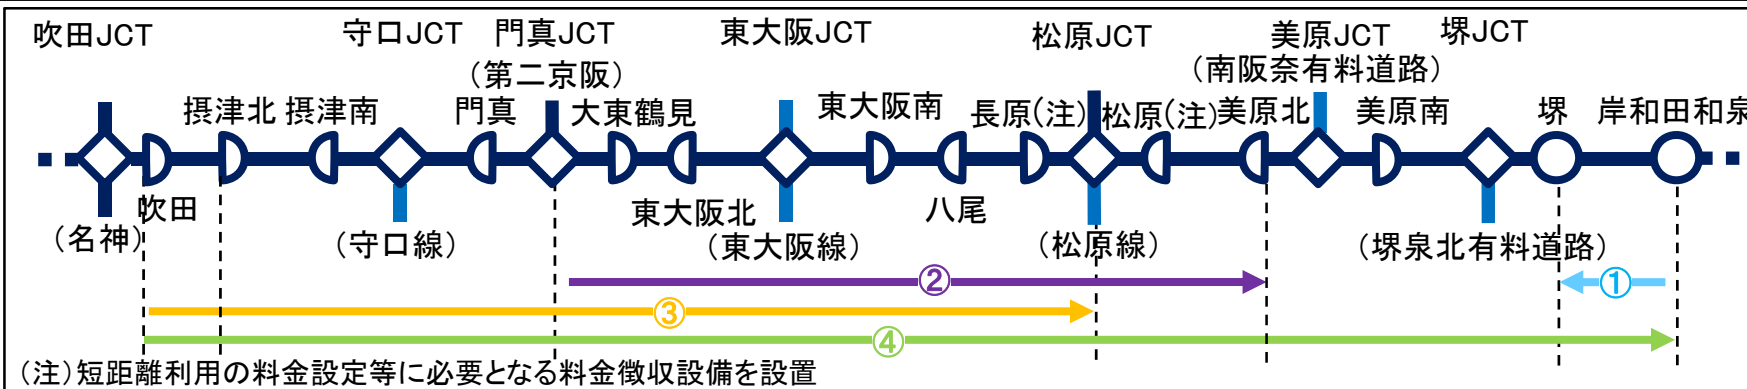 吹田JCT
守口JCT
門真JCT
(第二京阪)
東大阪JCT
松原JCT
美原JCT
(南阪奈有料道路)
堺JCT
摂津北
摂津南
門真
大東鶴見
東大阪南
長原(注)
松原(注)
美原北
美原南
堺
岸和田和泉
吹田
(名神)
(守口線)
東大阪北
(東大阪線)
八尾
(松原線)
(堺泉北有料道路)
②
①
③
④
(注)短距離利用の料金設定等に必要となる料金徴収設備を設置